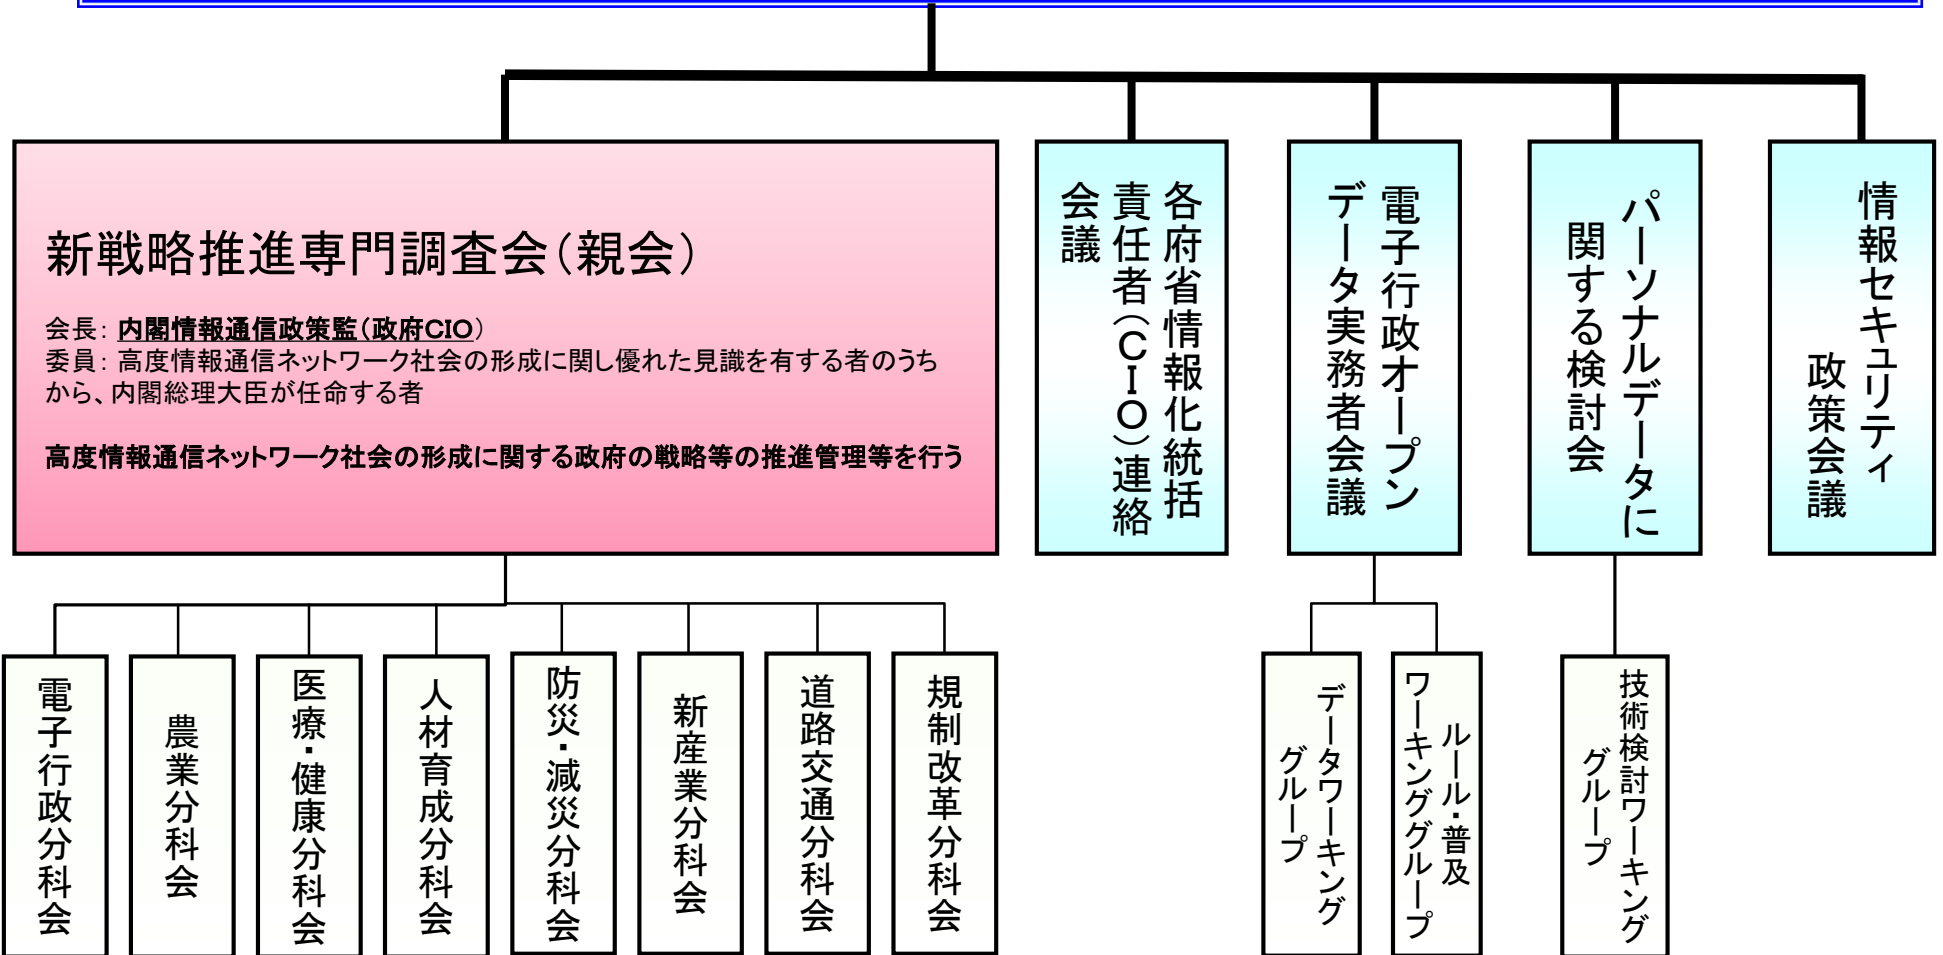 新戦略推進専門調査会(親会)
会長: 内閣情報通信政策監(政府CIO)
委員: 高度情報通信ネットワーク社会の形成に関し優れた見識を有する者のうち
から、内閣総理大臣が任命する者
高度情報通信ネットワーク社会の形成に関する政府の戦略等の推進管理等を行う
各府省情報化統括
責任者(CIO)連絡
会議
電子行政オープン
データ実務者会議
パーソナルデータに
関する検討会
情報セキュリティ
政策会議
電子行政分科会
農業分科会
医療・健康分科会
人材育成分科会
防災・減災分科会
新産業分科会
道路交通分科会
規制改革分科会
データワーキング
グループ
ルール・普及
ワーキンググループ
技術検討ワーキング
グループ